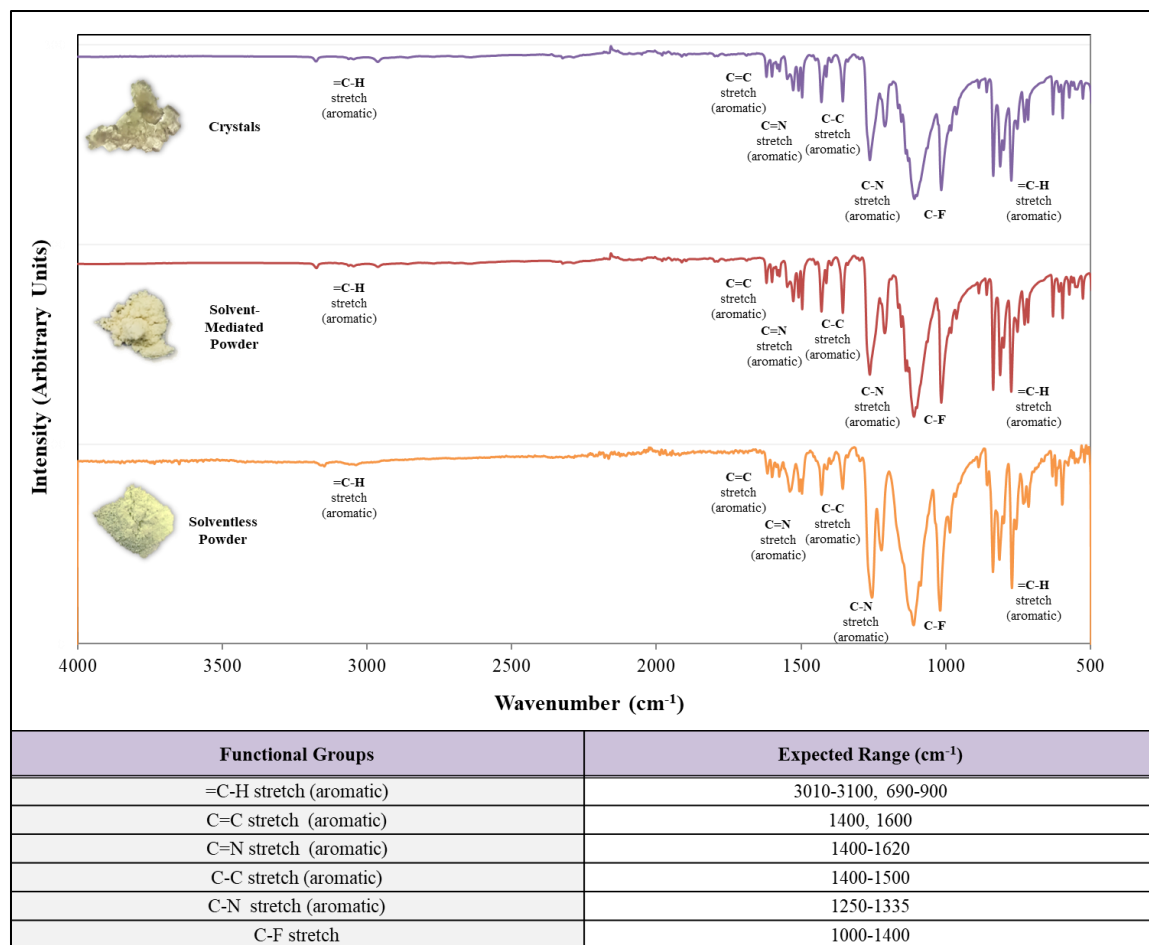 Intensity (Arbitrary Units)
Crystals
=C-H
stretch
(aromatic)
C=C
stretch
(aromatic)
C=N
stretch
(aromatic)
C-C
stretch
(aromatic)
C-N
stretch
(aromatic)
C-F
=C-H
stretch
(aromatic)
Solvent-
Mediated
Powder
=C-H
stretch
(aromatic)
C=C
stretch
(aromatic)
C=N
stretch
(aromatic)
C-C
stretch
(aromatic)
C-N
stretch
(aromatic)
C-F
=C-H
stretch
(aromatic)
Solventless
Powder
=C-H
stretch
(aromatic)
C=C
stretch
(aromatic)
C=N
stretch
(aromatic)
C-C
stretch
(aromatic)
C-N
stretch
(aromatic)
C-F
=C-H
stretch
(aromatic)
4000 3500 3000 2500 2000 1500 1000 500
Wavenumber (cm⁻¹)
Functional Groups Expected Range (cm⁻¹)
=C-H stretch (aromatic) 3010-3100, 690-900
C=C stretch (aromatic) 1400, 1600
C=N stretch (aromatic) 1400-1620
C-C stretch (aromatic) 1400-1500
C-N stretch (aromatic) 1250-1335
C-F stretch 1000-1400